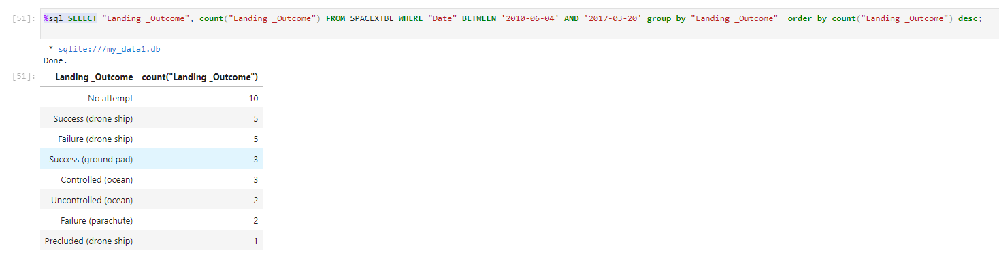 [51]: %sql SELECT "Landing _Outcome", count("Landing _Outcome") FROM SPACEXTBL WHERE "Date" BETWEEN '2010-06-04' AND '2017-03-20' group by "Landing _Outcome"  order by count("Landing _Outcome") desc;
* sqlite:///my_data1.db
Done.
[51]: Landing _Outcome count("Landing _Outcome")
No attempt 10
Success (drone ship) 5
Failure (drone ship) 5
Success (ground pad) 3
Controlled (ocean) 3
Uncontrolled (ocean) 2
Failure (parachute) 2
Precluded (drone ship) 1